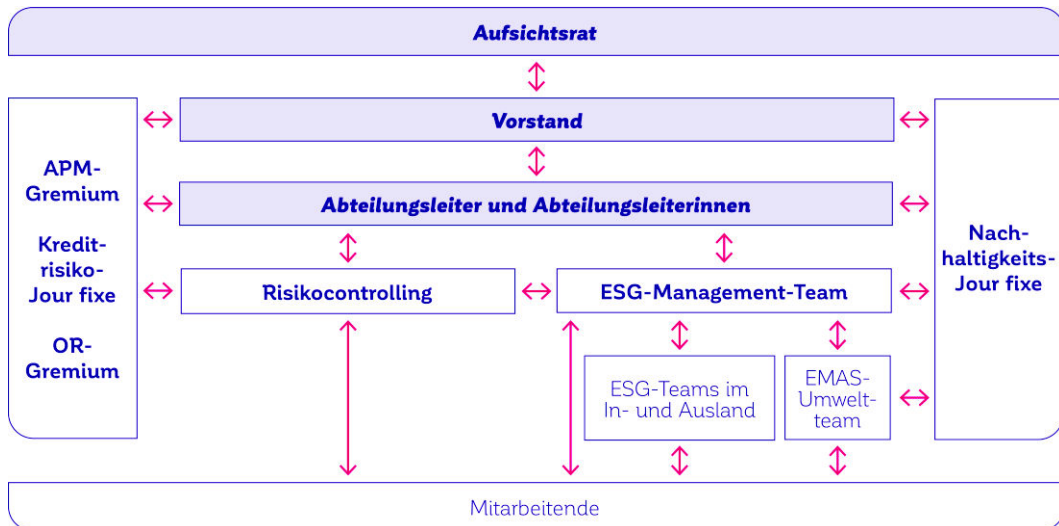 Aufsichtsrat
Vorstand
Abteilungsleiter und Abteilungsleiterinnen
APM-
Gremium
Kredit-
risiko-
Jour fixe
OR-
Gremium
Risikocontrolling
ESG-Management-Team
Nach-
haltigkeits-
Jour fixe
ESG-Teams im
In- und Ausland
EMAS-
Umwelt-
team
Mitarbeitende